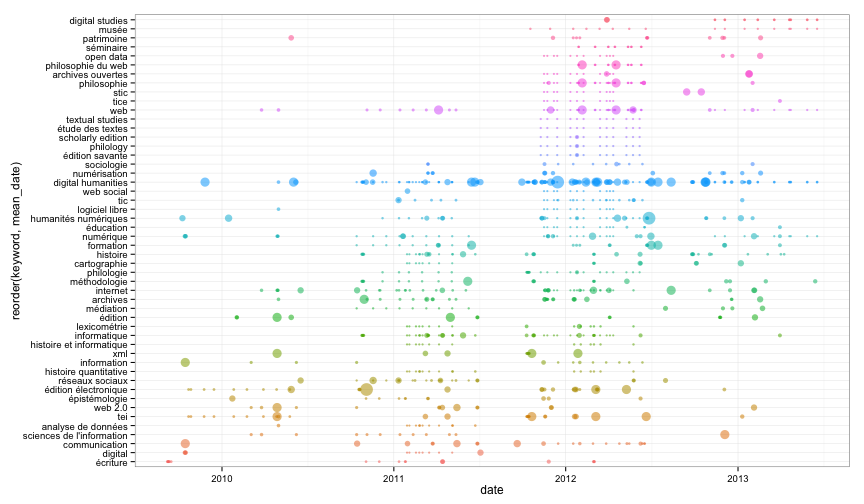 digital studies
musée
patrimoine
séminaire
open data
philosophie du web
archives ouvertes
philosophie
stic
tice
web
textual studies
étude des textes
scholarly edition
philology
édition savante
sociologie
numérisation
digital humanities
web social
tic
logiciel libre
humanités numériques
éducation
numérique
formation
histoire
cartographie
philologie
méthodologie
internet
archives
médiation
édition
lexicométrie
informatique
histoire et informatique
xml
information
histoire quantitative
réseaux sociaux
édition électronique
épistémologie
web 2.0
tei
analyse de données
sciences de l'information
communication
digital
écriture
reorder(keyword, mean_date)
2010 2011 2012 2013
date